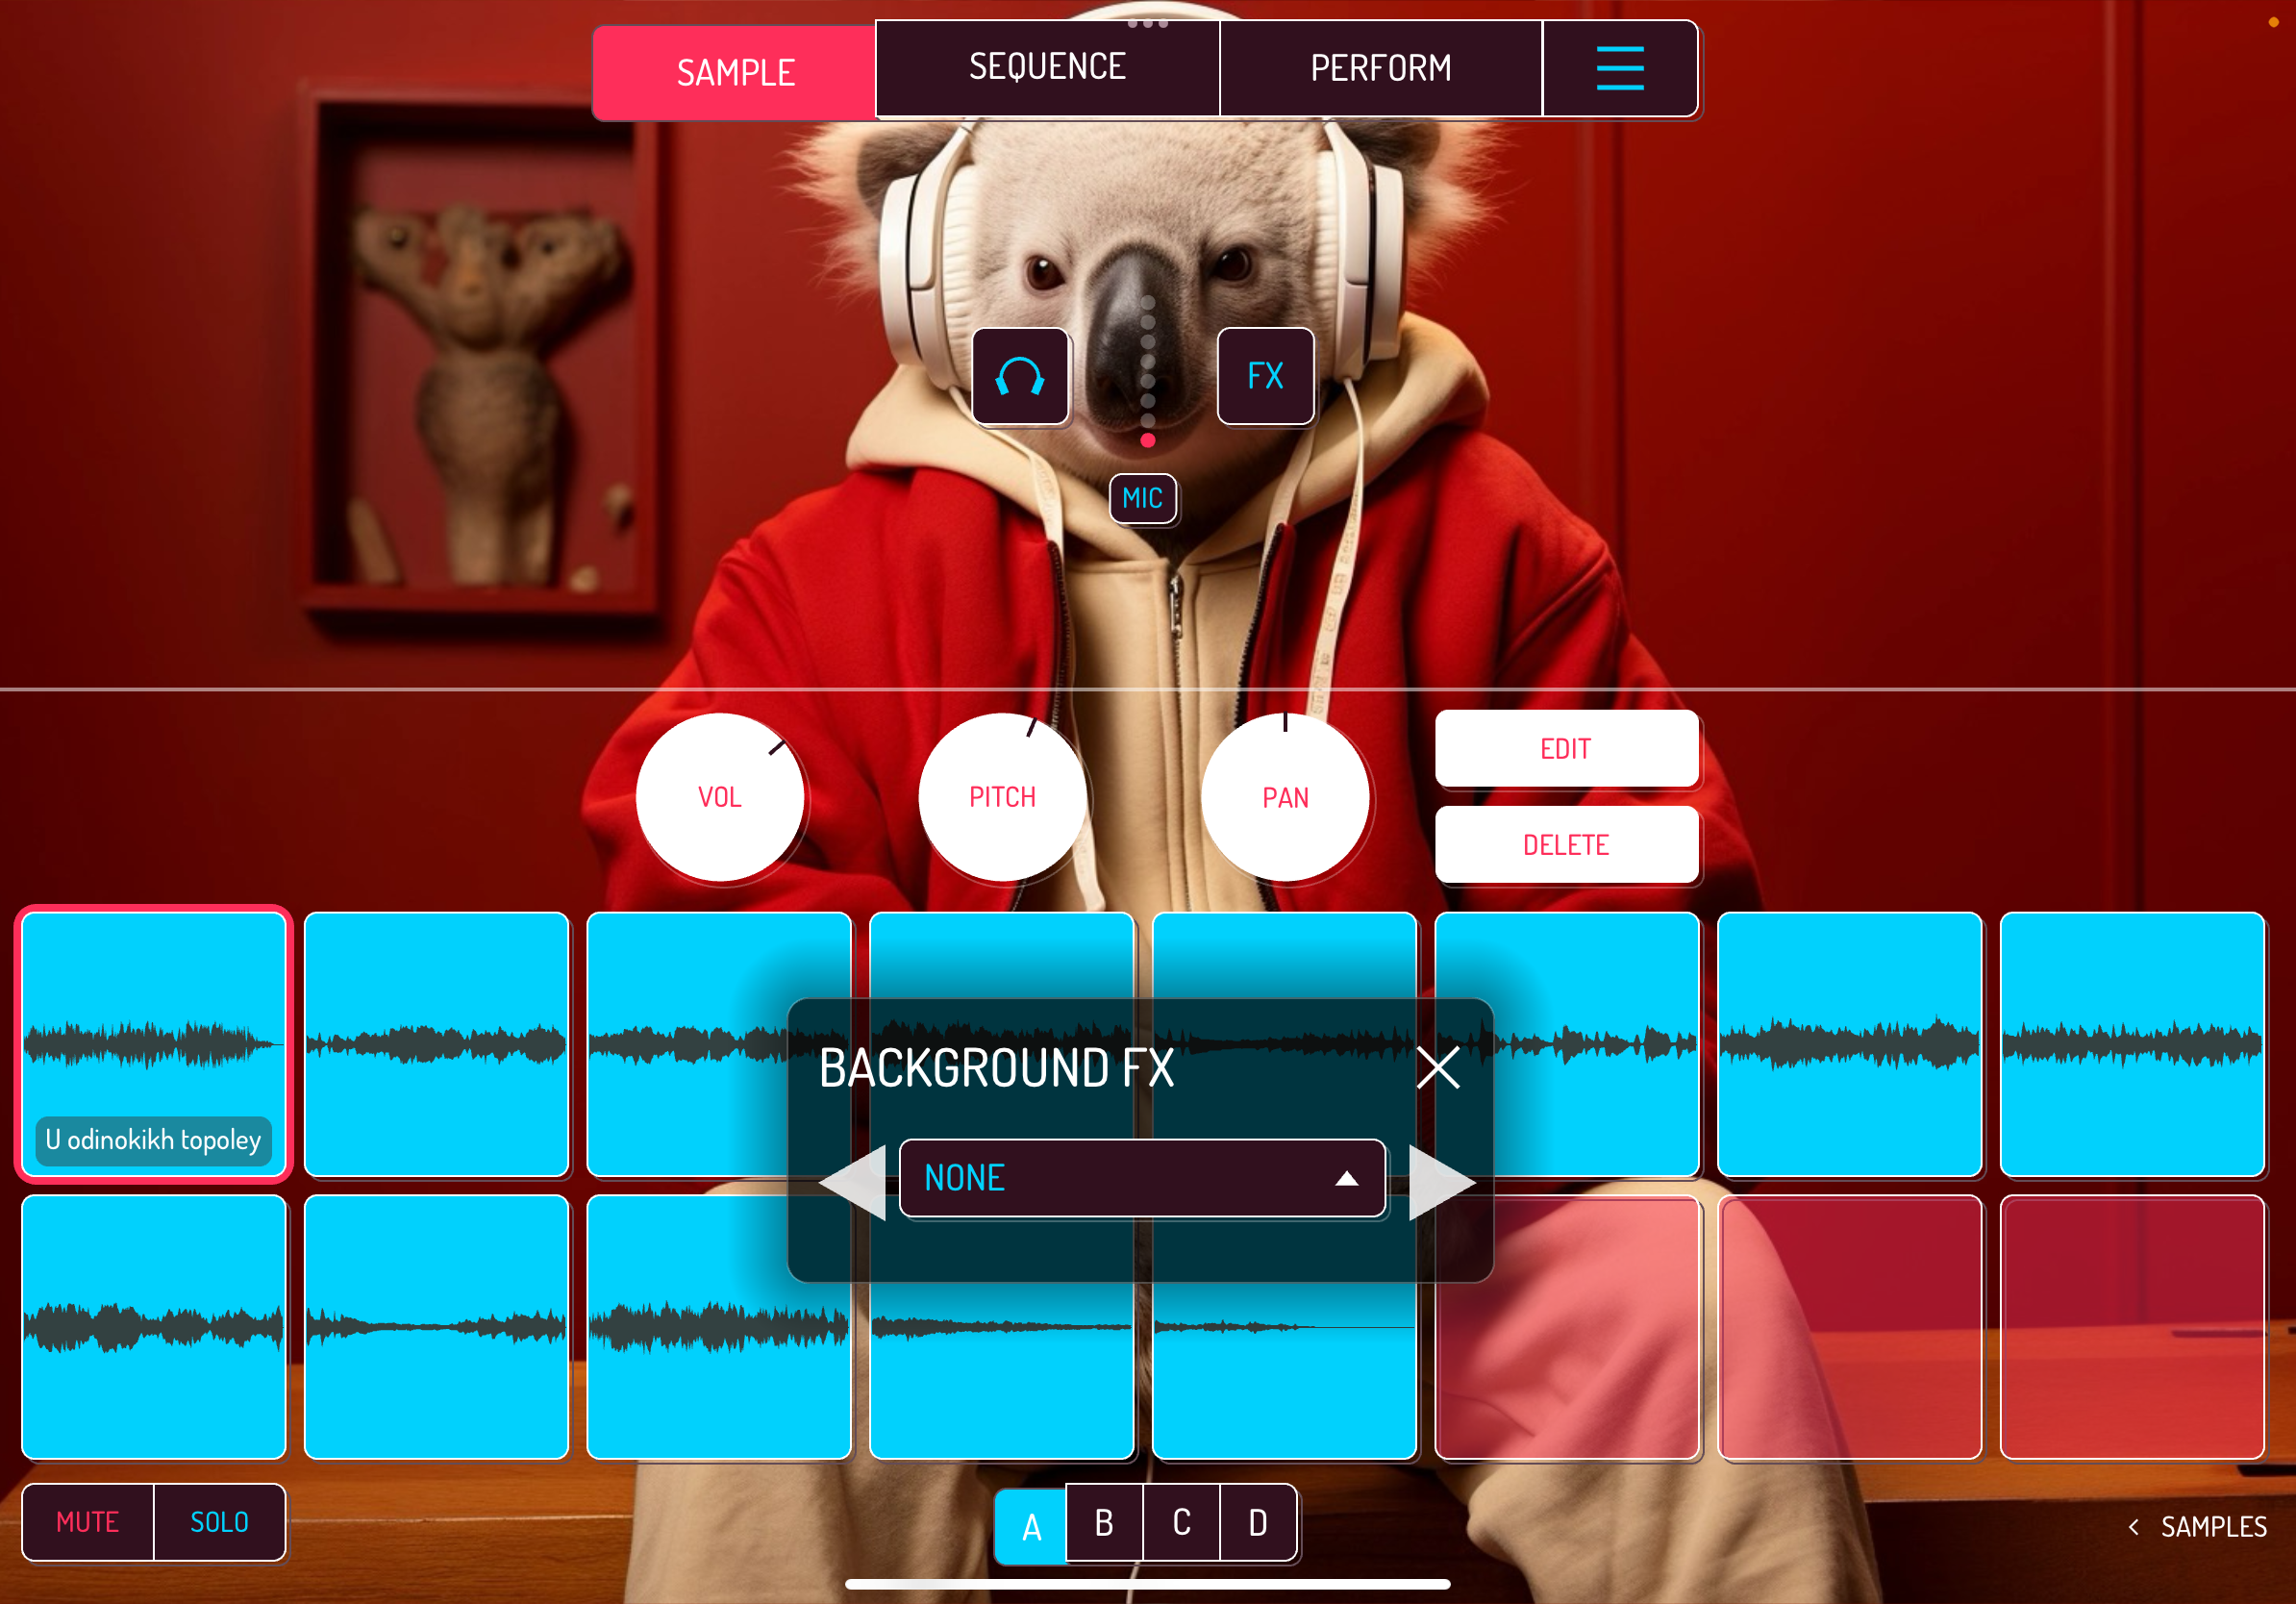 SAMPLE
SEQUENCE
PERFORM
FX
MIC
VOL
PITCH
PAN
EDIT
DELETE
U odinokikh topoley
BACKGROUND FX
NONE
MUTE
SOLO
A
B
C
D
< SAMPLES